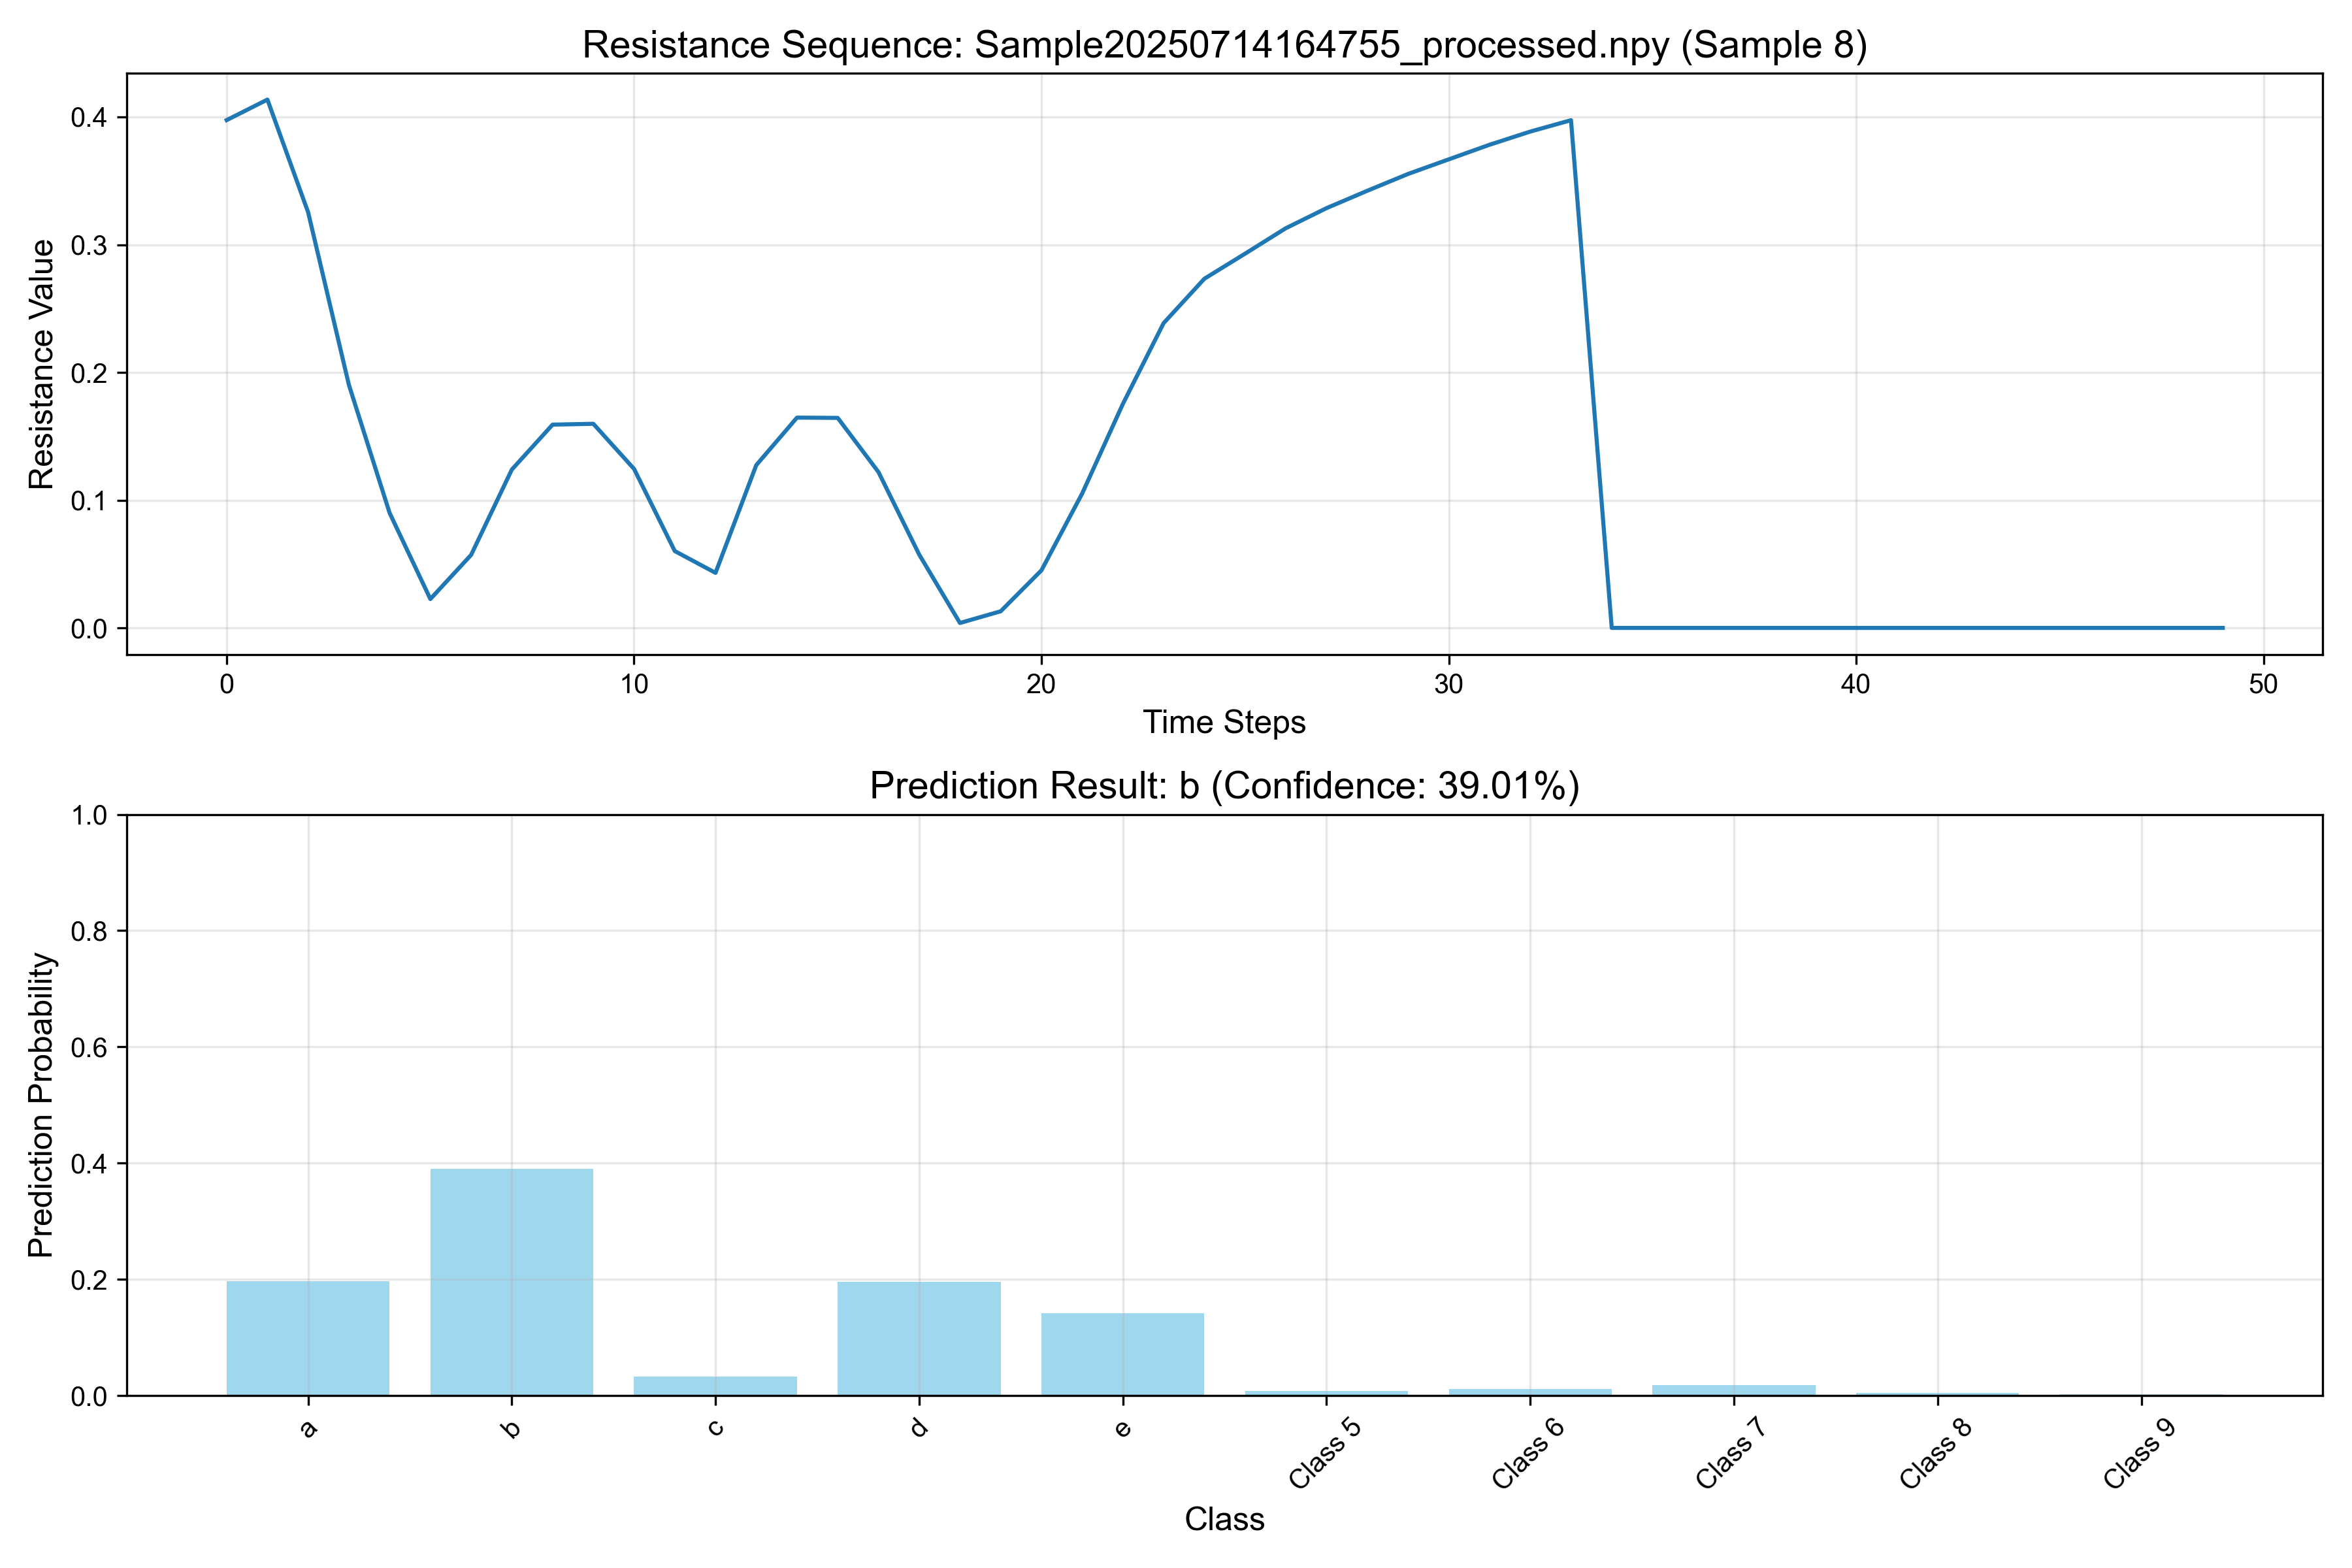 Resistance Sequence: Sample20250714164755_processed.npy (Sample 8)
Resistance Value
0.4
0.3
0.2
0.1
0.0
0 10 20 30 40 50
Time Steps
Prediction Result: b (Confidence: 39.01%)
Prediction Probability
1.0
0.8
0.6
0.4
0.2
0.0
a b c d e Class 5 Class 6 Class 7 Class 8 Class 9
Class